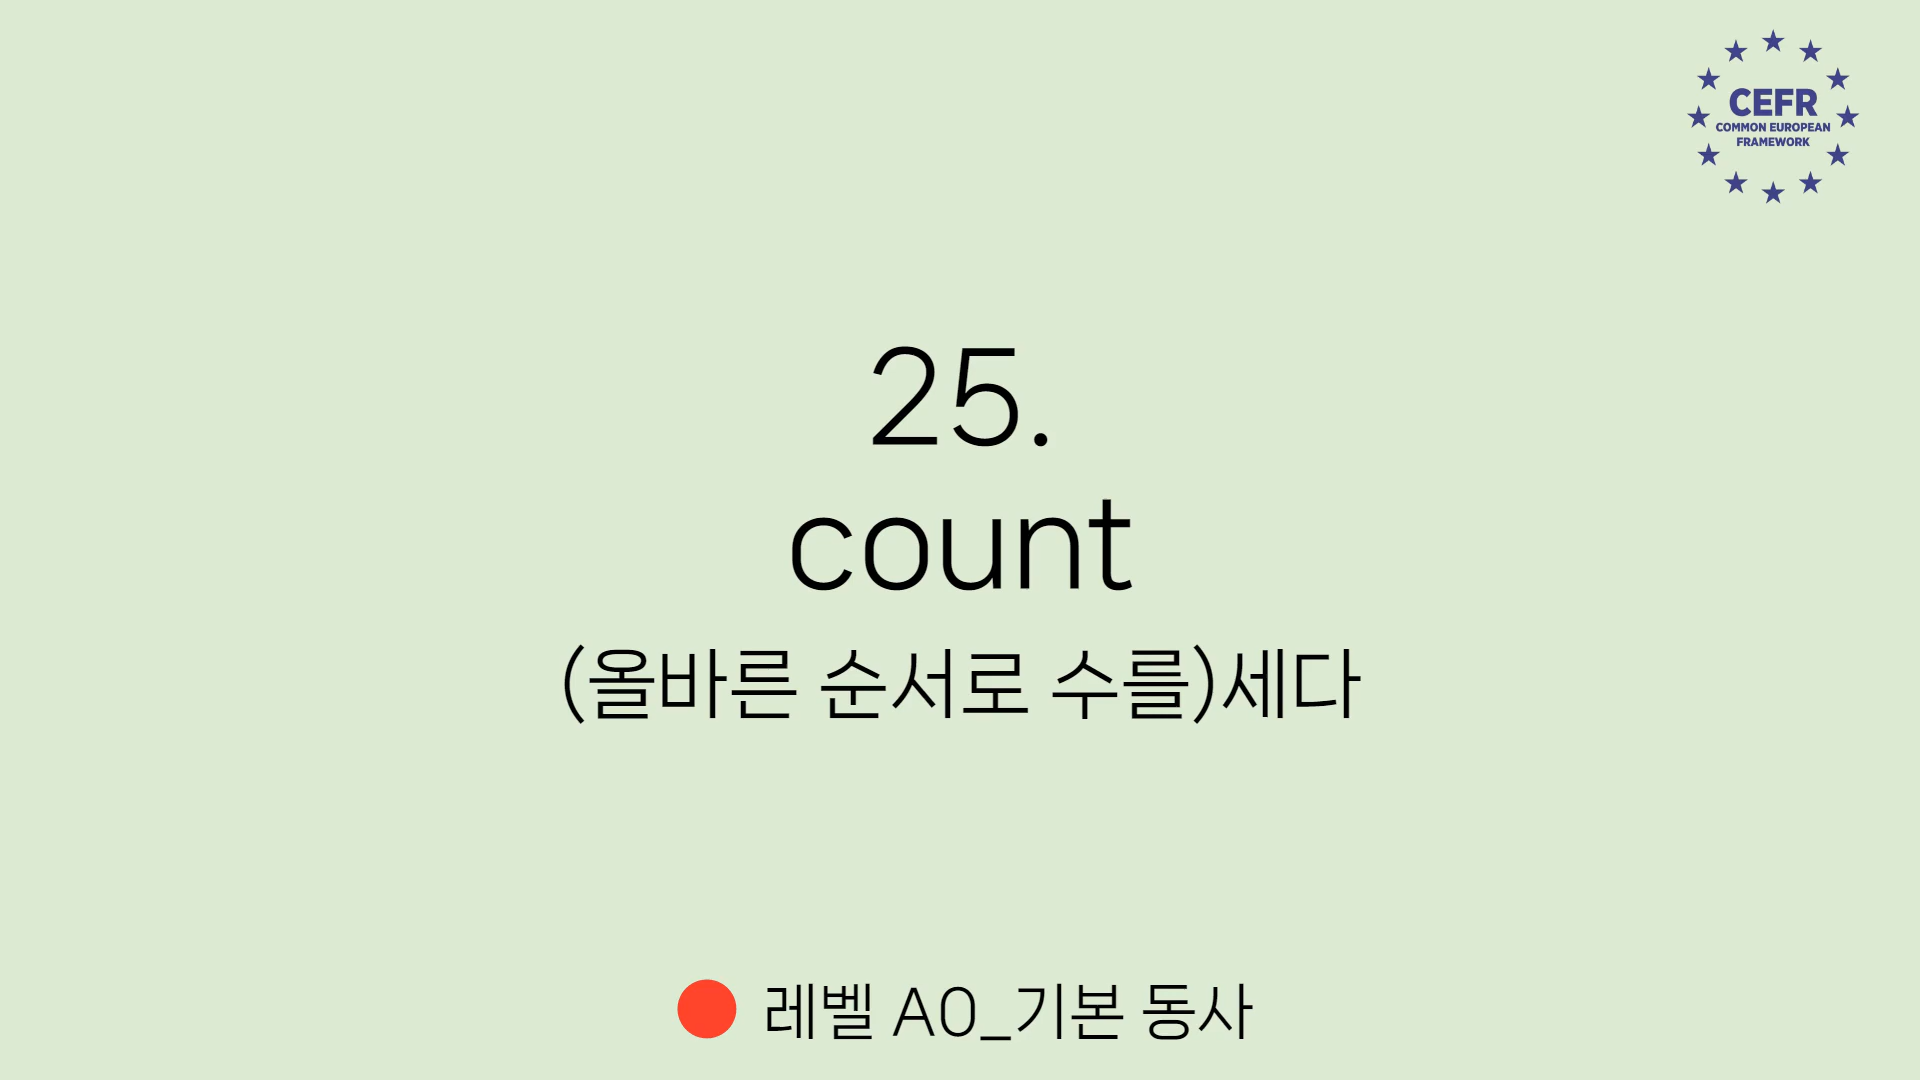 CEFR
COMMON EUROPEAN
FRAMEWORK
25.
count
(올바른 순서로 수를)세다
레벨 A0_기본 동사